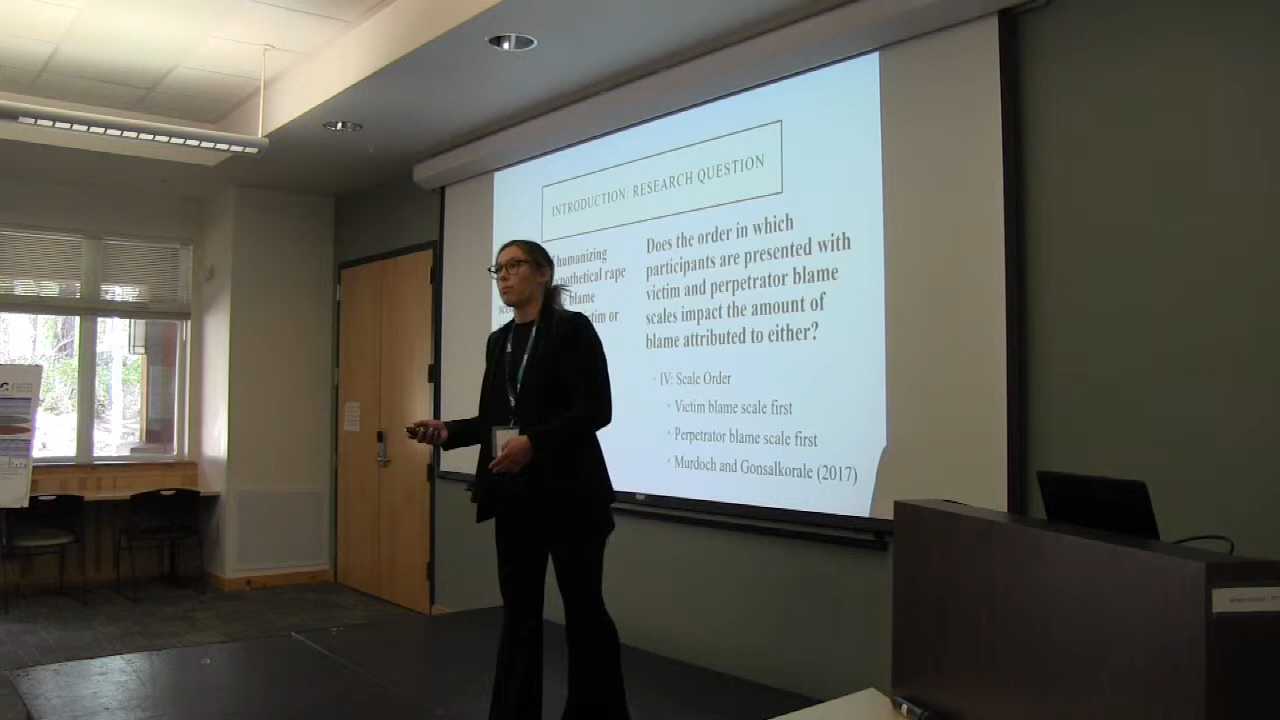 INTRODUCTION: RESEARCH QUESTION
humanizing
rape
blame
or
Does the order in which
participants are presented with
victim and perpetrator blame
scales impact the amount of
blame attributed to either?
IV: Scale Order
Victim blame scale first
Perpetrator blame scale first
Murdoch and Gonsalkorale (2017)